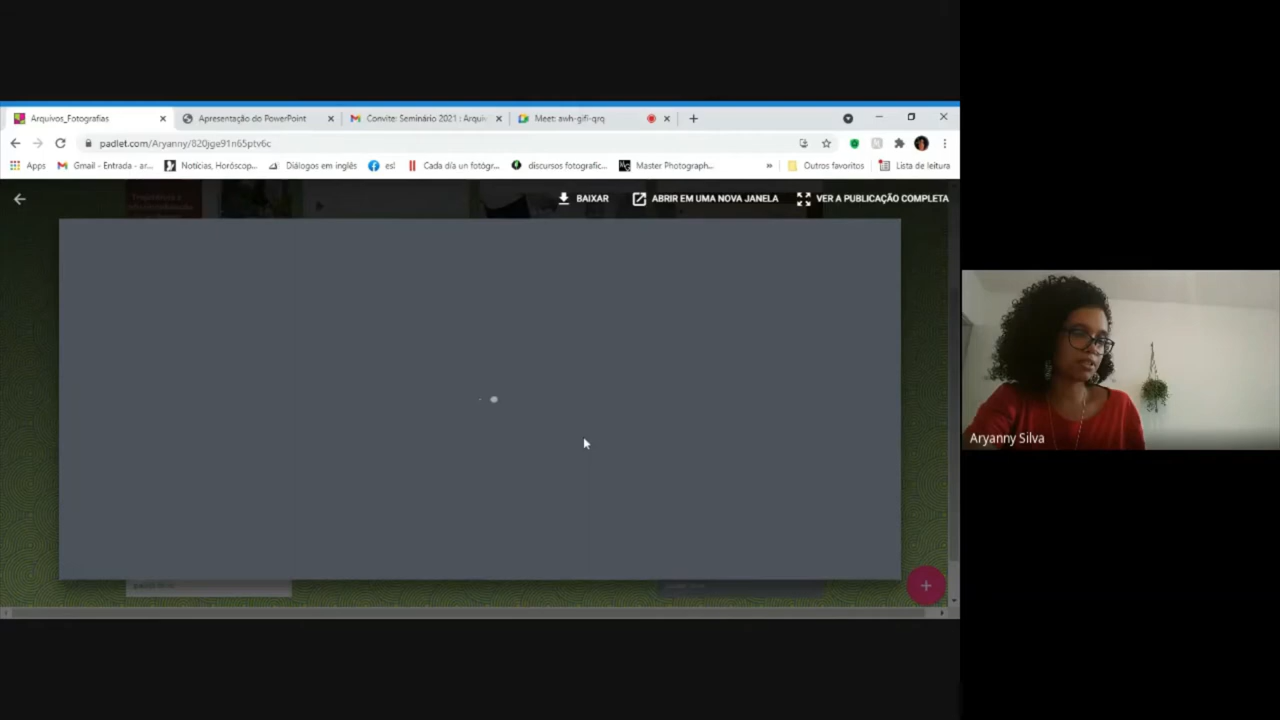 Arquivos_Fotografias
Apresentação do PowerPoint
Convite: Seminário 2021 : Arquiv
Meet: awh-gifi-qrq
padlet.com/Aryanny/820jge91n65ptv6c
Apps
Gmail - Entrada - ar...
Notícias, Horóscop...
Diálogos em inglês
es!
Cada día un fotógr...
discursos fotografic...
Master Photograph...
»
Outros favoritos
Lista de leitura
BAIXAR
ABRIR EM UMA NOVA JANELA
VER A PUBLICAÇÃO COMPLETA
Aryanny Silva